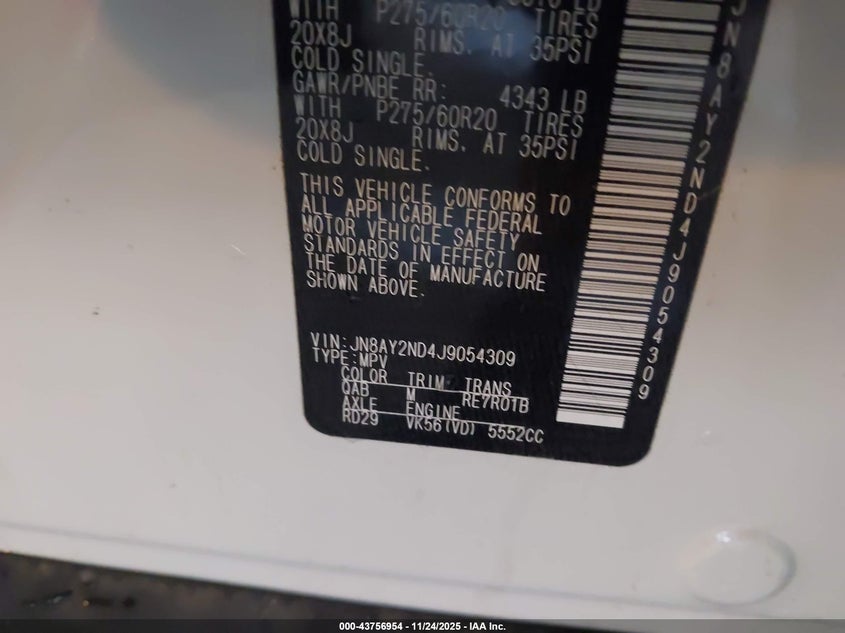 WITH P275/60R20 TIRES
20X8J RIMS. AT 35PSI
COLD SINGLE.
GAWR/PNBE RR: 4343 LB
WITH P275/60R20 TIRES
20X8J RIMS. AT 35PSI
COLD SINGLE.
THIS VEHICLE CONFORMS TO
ALL APPLICABLE FEDERAL
MOTOR VEHICLE SAFETY
STANDARDS IN EFFECT ON
THE DATE OF MANUFACTURE
SHOWN ABOVE.
VIN:JN8AY2ND4J9054309
TYPE:MPV
COLOR TRIM TRANS
QAB M RE7R01B
AXLE ENGINE
RD29 VK56(VD) 5552CC
JN8AY2ND4J9054309
000-43756954 - 11/24/2025 - IAA Inc.